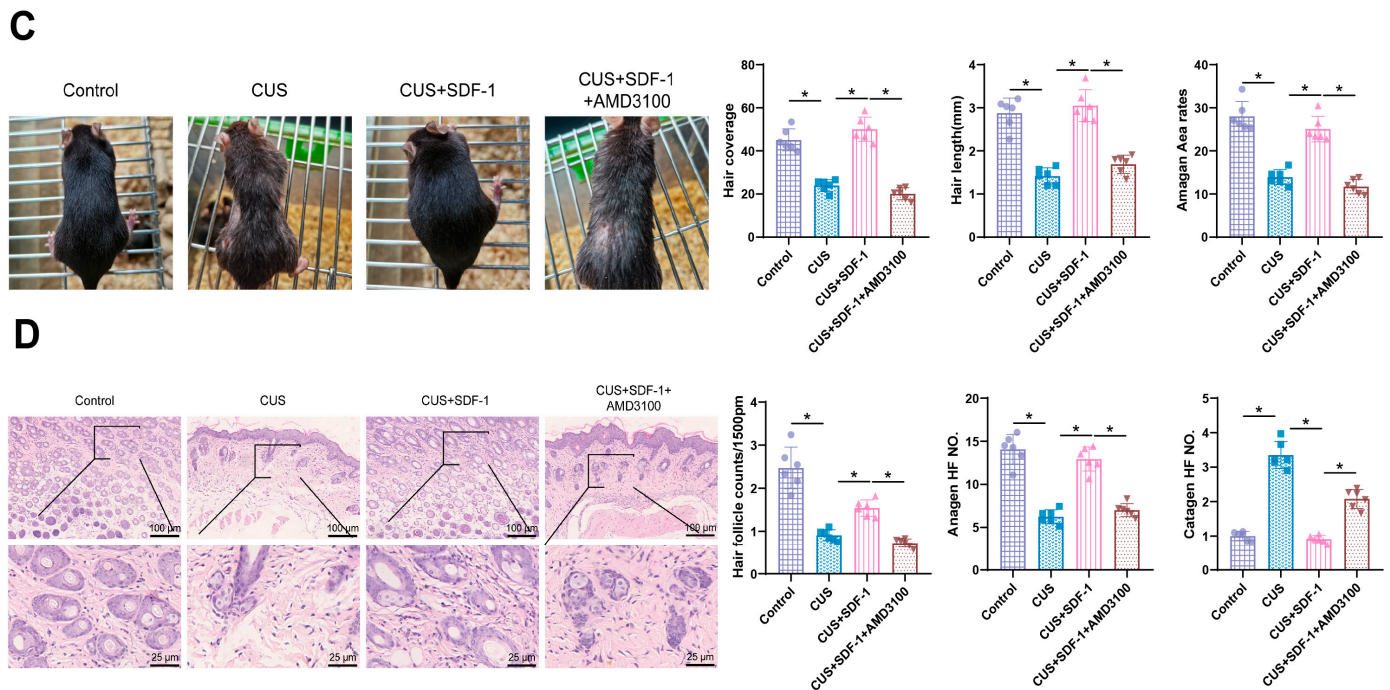 C
Control
CUS
CUS+SDF-1
CUS+SDF-1
+AMD3100
Hair coverage
80
60
40
20
0
*
*
*
Control
CUS
CUS+SDF-1
CUS+SDF-1+AMD3100
Hair length(mm)
4
3
2
1
0
*
*
*
Control
CUS
CUS+SDF-1
CUS+SDF-1+AMD3100
Anagan Aea rates
40
30
20
10
0
*
*
*
Control
CUS
CUS+SDF-1
CUS+SDF-1+AMD3100
D
Control
CUS
CUS+SDF-1
CUS+SDF-1+
AMD3100
100 μm
100 μm
100 μm
100 μm
25 μm
25 μm
25 μm
25 μm
Hair follicle counts/1500pm
4
3
2
1
0
*
*
*
Control
CUS
CUS+SDF-1
CUS+SDF-1+AMD3100
Anagen HF NO.
20
15
10
5
0
*
*
*
Control
CUS
CUS+SDF-1
CUS+SDF-1+AMD3100
Catagen HF NO.
5
4
3
2
1
0
*
*
*
Control
CUS
CUS+SDF-1
CUS+SDF-1+AMD3100